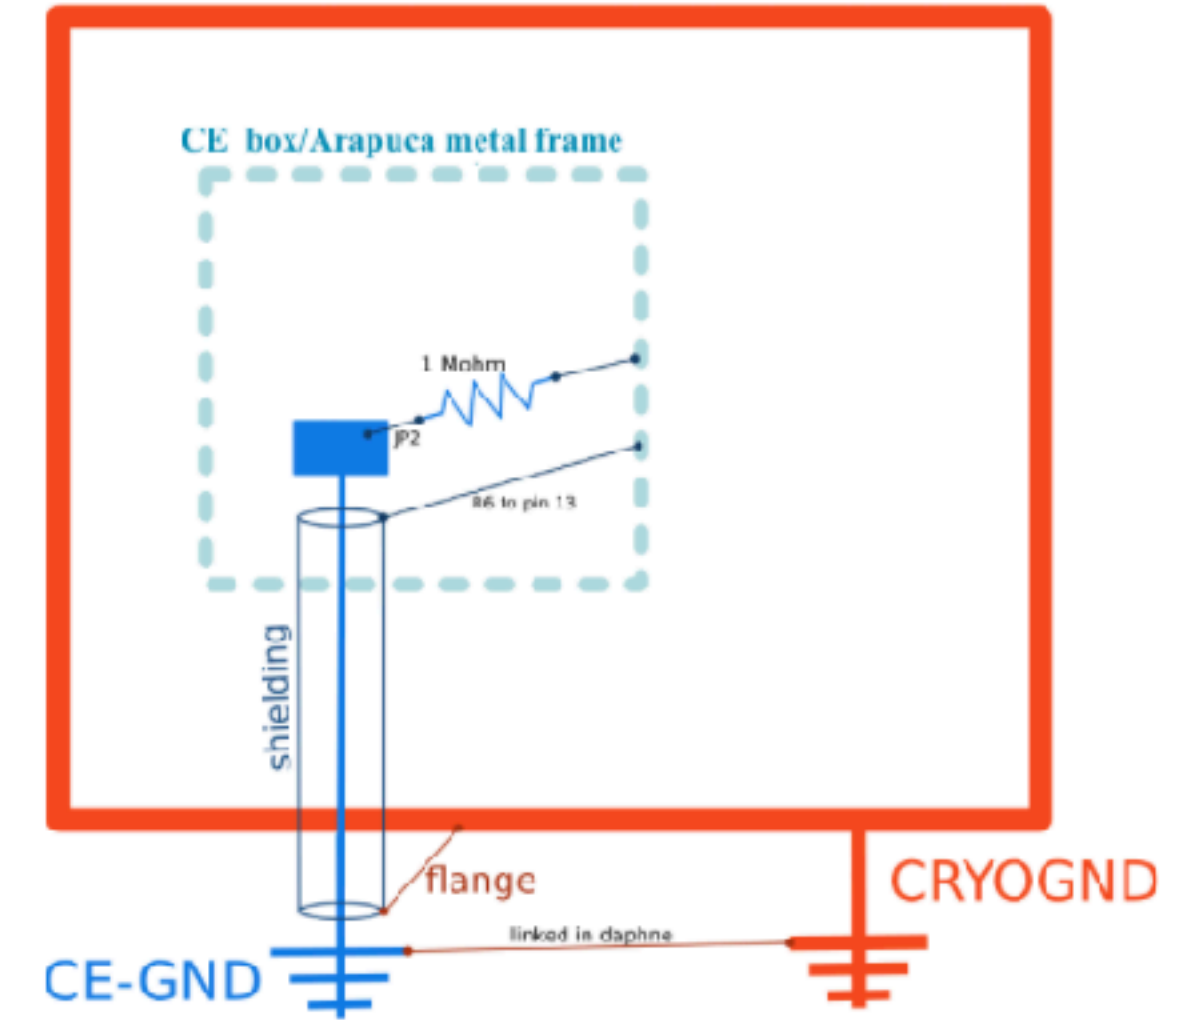 CE box/Arapuca metal frame
1 Mohm
JP2
R6 to pin 13
shielding
flange
CRYOGND
linked in daphne
CE-GND